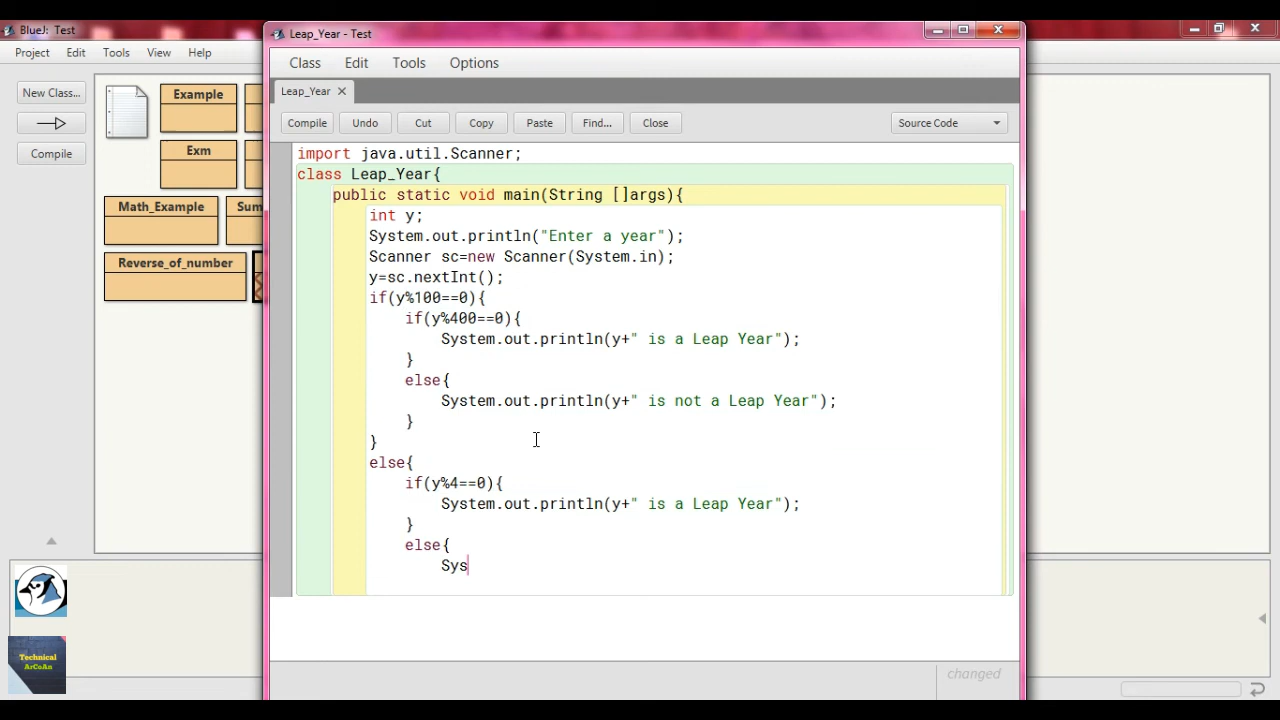 BlueJ: Test
Project Edit Tools View Help
New Class...
Compile
Example
Exm
Math_Example
Sum
Reverse_of_number
Leap_Year - Test
Class Edit Tools Options
Leap_Year
Compile Undo Cut Copy Paste Find... Close Source Code
import java.util.Scanner;
class Leap_Year{
public static void main(String []args){
int y;
System.out.println("Enter a year");
Scanner sc=new Scanner(System.in);
y=sc.nextInt();
if(y%100==0){
if(y%400==0){
System.out.println(y+" is a Leap Year");
}
else{
System.out.println(y+" is not a Leap Year");
}
}
else{
if(y%4==0){
System.out.println(y+" is a Leap Year");
}
else{
Sys
changed
Technical
ArCoAn